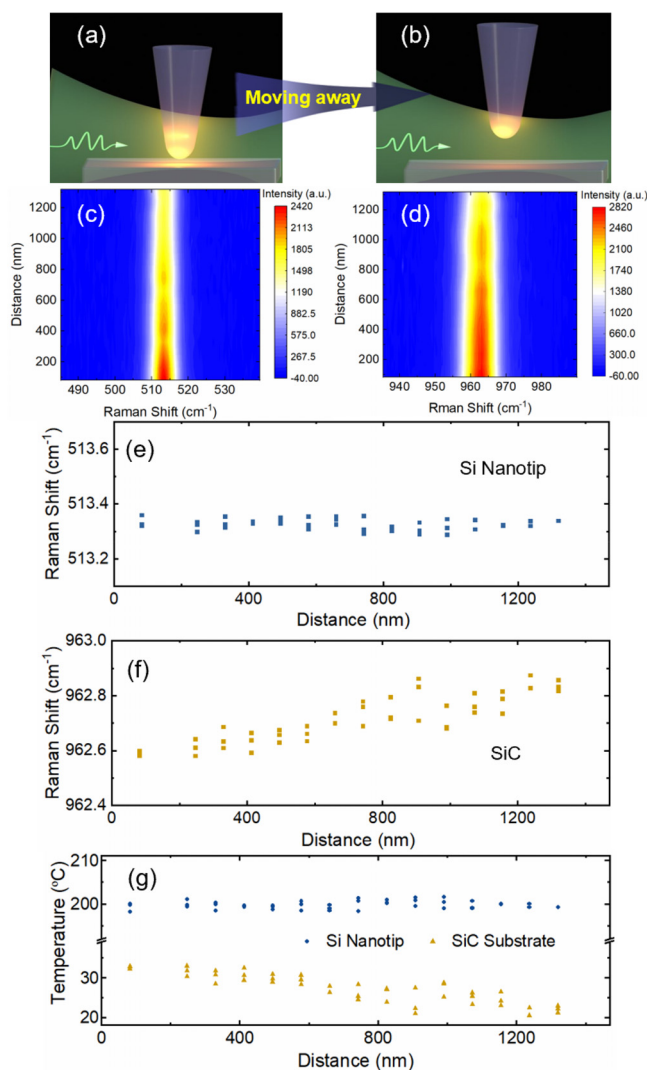 (a)
(b)
Moving away
Intensity (a.u.)
Intensity (a.u.)
(c)
(d)
1200
1000
800
600
400
200
Distance (nm)
490 500 510 520 530
Raman Shift (cm-1)
2420
2113
1805
1498
1190
882.5
575.0
267.5
-40.00
1200
1000
800
600
400
200
Distance (nm)
940 950 960 970 980
Rman Shift (cm-1)
2820
2460
2100
1740
1380
1020
660.0
300.0
-60.00
(e)
Si Nanotip
513.6
513.4
513.2
Raman Shift (cm-1)
0 400 800 1200
Distance (nm)
(f)
SiC
963.0
962.8
962.6
962.4
Raman Shift (cm-1)
0 400 800 1200
Distance (nm)
(g)
Si Nanotip SiC Substrate
210
200
30
20
Temperature (°C)
0 400 800 1200
Distance (nm)